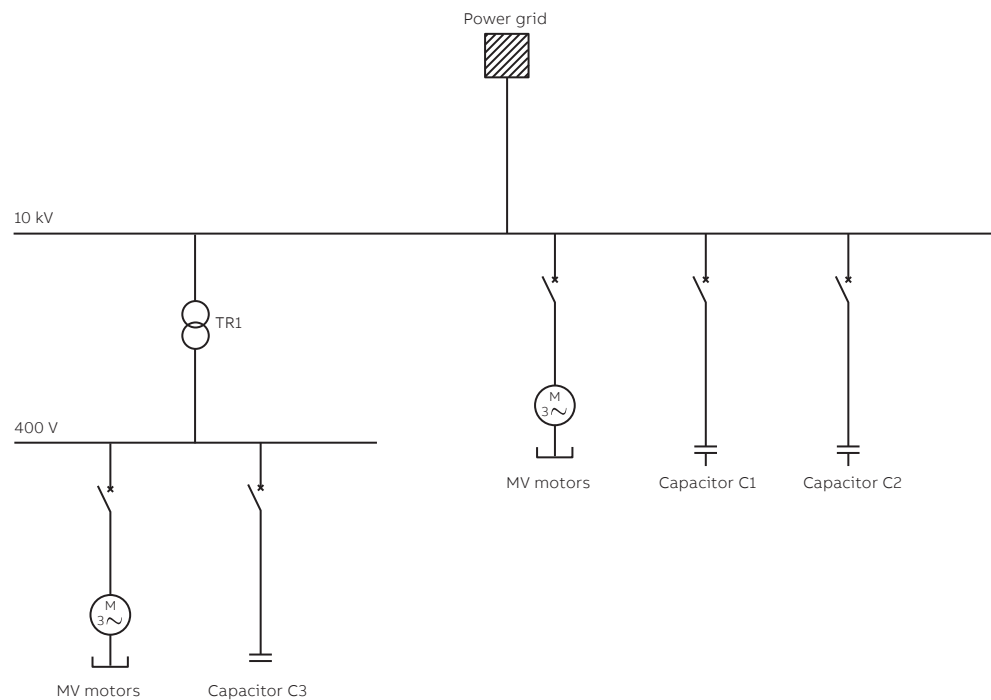 Power grid
10 kV
TR1
M
3~
MV motors
Capacitor C1
Capacitor C2
400 V
M
3~
MV motors
Capacitor C3